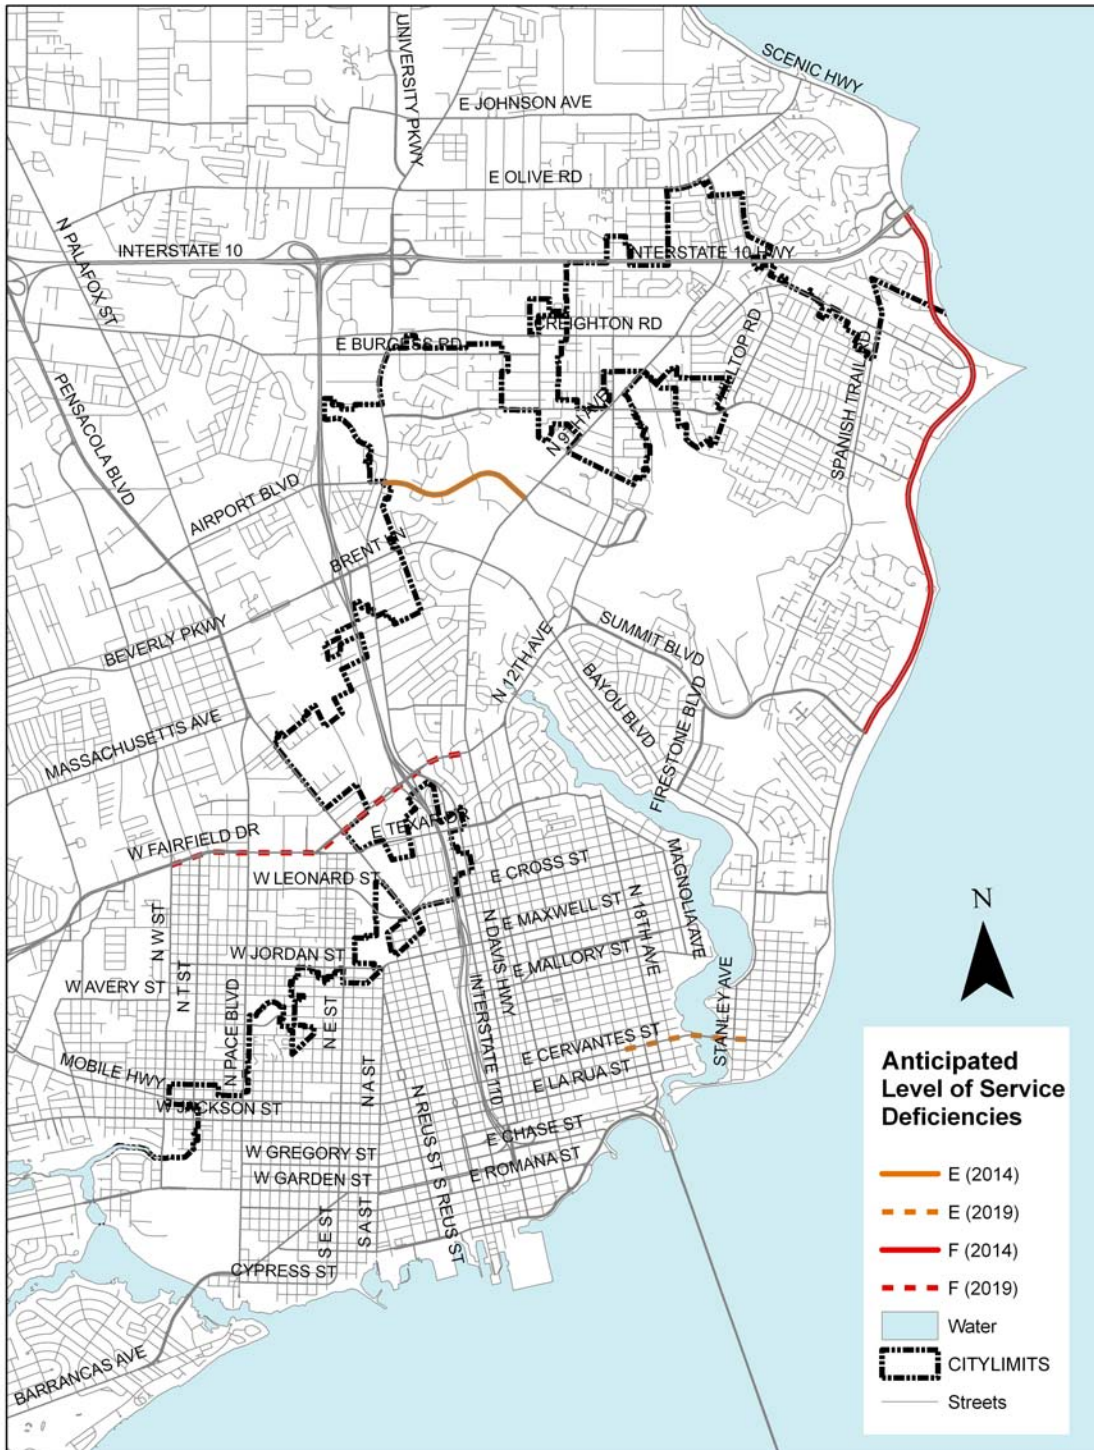 SCENIC HWY
UNIVERSITY PKWY
E JOHNSON AVE
E OLIVE RD
N PALAFOX ST
INTERSTATE 10
NTERSTATE 10 HWY
CREIGHTON RD
E BURGESS RD
HILLTOP RD
PENSACOLA BLVD
SPANISH TRAIL RD
N 9TH AVE
AIRPORT BLVD
BRENT
BEVERLY PKWY
SUMMIT BLVD
N 12TH AVE
BAYOU BLVD
MASSACHUSETTS AVE
FIRESTONE BLVD
W FAIRFIELD DR
E TEXAR D
W LEONARD ST
E CROSS ST
MAGNOLIA AVE
N W ST
E MAXWELL ST
N 18TH AVE
N DAVIS HWY
W JORDAN ST
E MALLORY ST
W AVERY ST
N T ST
N PACE BLVD
N E ST
INTERSTATE I110
STANLEY AVE
N
E CERVANTES ST
MOBILE HWY
N A ST
E LA RUA ST
W JACKSON ST
N REUS ST
E CHASE ST
W GREGORY ST
E ROMANA ST
W GARDEN ST
S REUS ST
S E ST
S A ST
CYPRESS ST
BARRANCAS AVE
Anticipated
Level of Service
Deficiencies
E (2014)
E (2019)
F (2014)
F (2019)
Water
CITYLIMITS
Streets